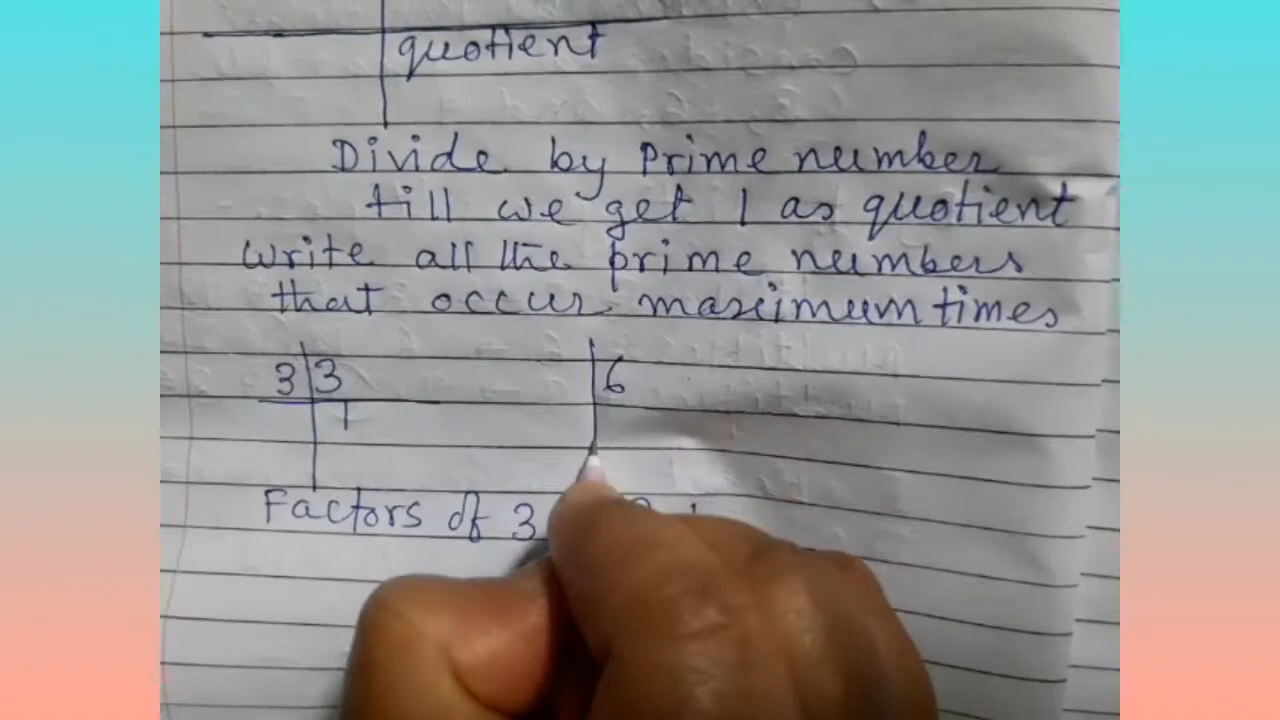 quotient
Divide by Prime number
till we get 1 as quotient
write all the prime numbers
that occur maximum times
3 3 6
1
Factors of 3